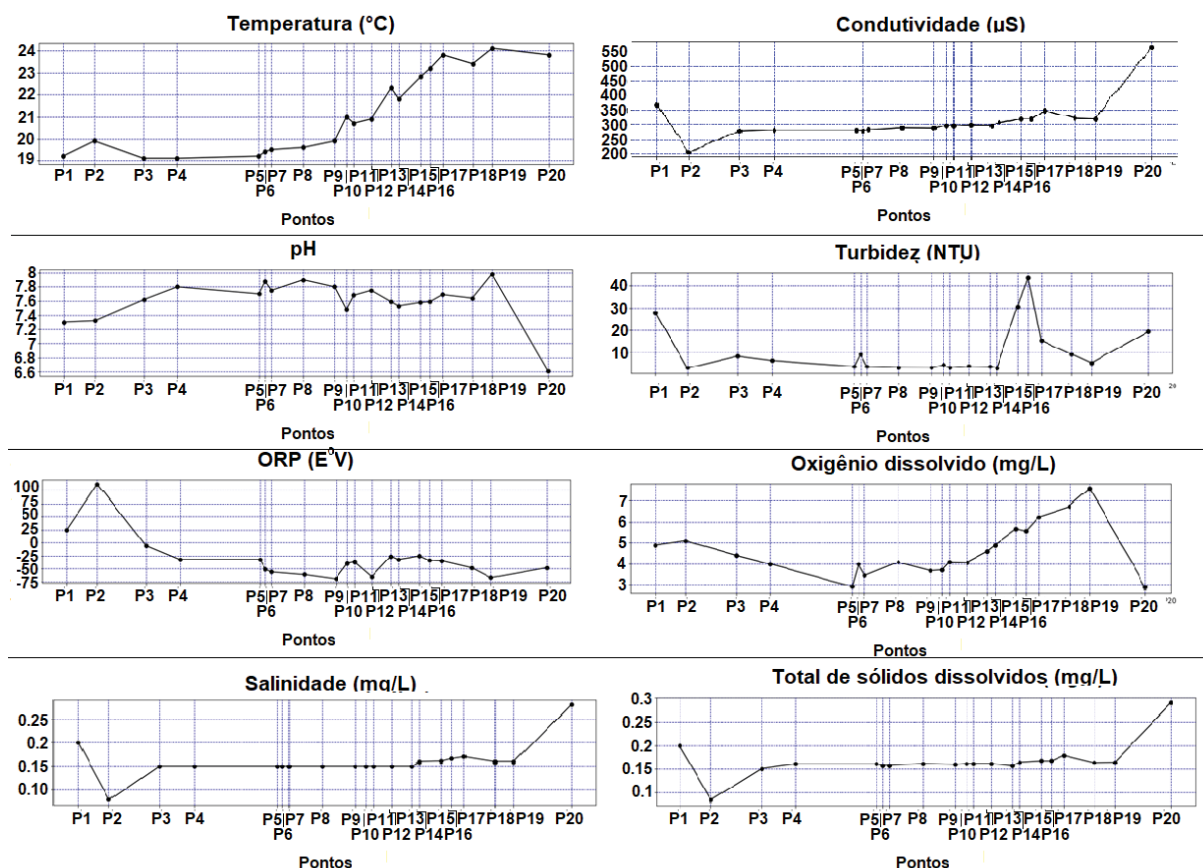 Temperatura (°C)
24
23
22
21
20
19
P1 P2 P3 P4 P5 P7 P8 P9 P11 P13 P15 P17 P18 P19 P20
P6 P10 P12 P14 P16
Pontos
Condutividade (µS)
550
500
450
400
350
300
250
200
P1 P2 P3 P4 P5 P7 P8 P9 P11 P13 P15 P17 P18 P19 P20
P6 P10 P12 P14 P16
Pontos
pH
8
7.8
7.6
7.4
7.2
7
6.8
6.6
P1 P2 P3 P4 P5 P7 P8 P9 P11 P13 P15 P17 P18 P19 P20
P6 P10 P12 P14 P16
Pontos
Turbidez (NTU)
40
30
20
10
P1 P2 P3 P4 P5 P7 P8 P9 P11 P13 P15 P17 P18 P19 P20
P6 P10 P12 P14 P16
Pontos
ORP (E°V)
100
75
50
25
0
-25
-50
-75
P1 P2 P3 P4 P5 P7 P8 P9 P11 P13 P15 P17 P18 P19 P20
P6 P10 P12 P14 P16
Pontos
Oxigênio dissolvido (mg/L)
7
6
5
4
3
P1 P2 P3 P4 P5 P7 P8 P9 P11 P13 P15 P17 P18 P19 P20
P6 P10 P12 P14 P16
Pontos
Salinidade (mg/L)
0.25
0.2
0.15
0.10
P1 P2 P3 P4 P5 P7 P8 P9 P11 P13 P15 P17 P18 P19 P20
P6 P10 P12 P14 P16
Pontos
Total de sólidos dissolvidos (mg/L)
0.3
0.25
0.2
0.15
0.1
P1 P2 P3 P4 P5 P7 P8 P9 P11 P13 P15 P17 P18 P19 P20
P6 P10 P12 P14 P16
Pontos